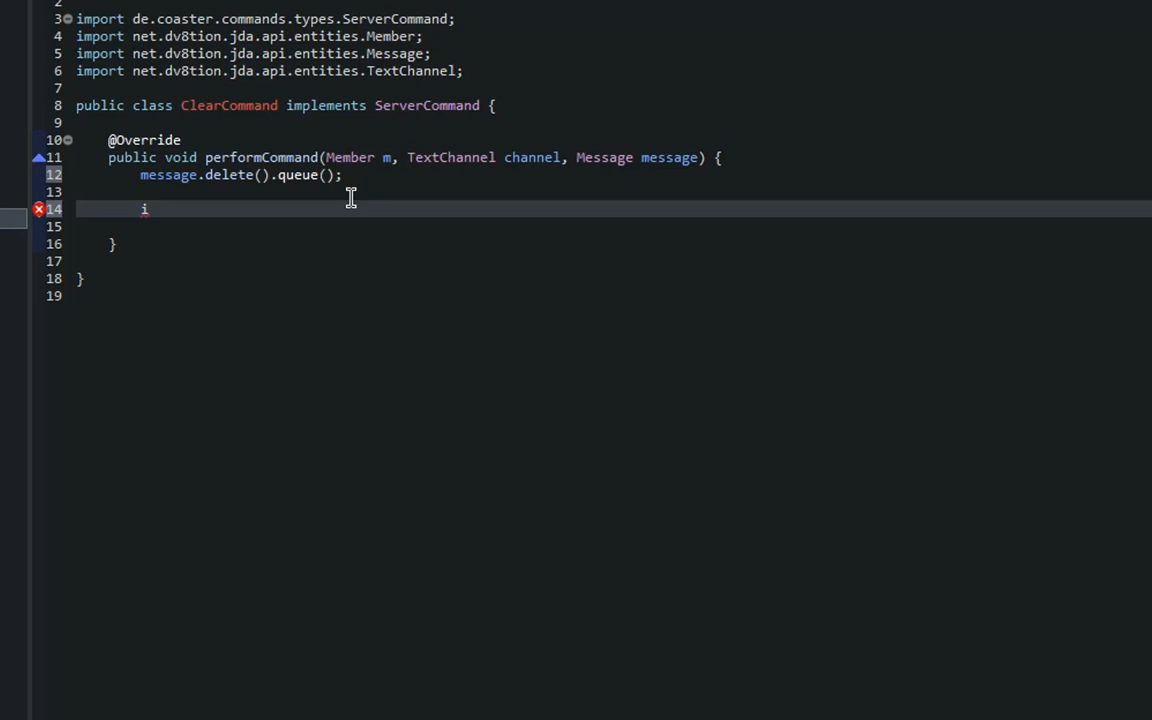 2
3 import de.coaster.commands.types.ServerCommand;
4 import net.dv8tion.jda.api.entities.Member;
5 import net.dv8tion.jda.api.entities.Message;
6 import net.dv8tion.jda.api.entities.TextChannel;
7
8 public class ClearCommand implements ServerCommand {
9
10 @Override
11 public void performCommand(Member m, TextChannel channel, Message message) {
12 message.delete().queue();
13
14 i
15
16 }
17
18 }
19